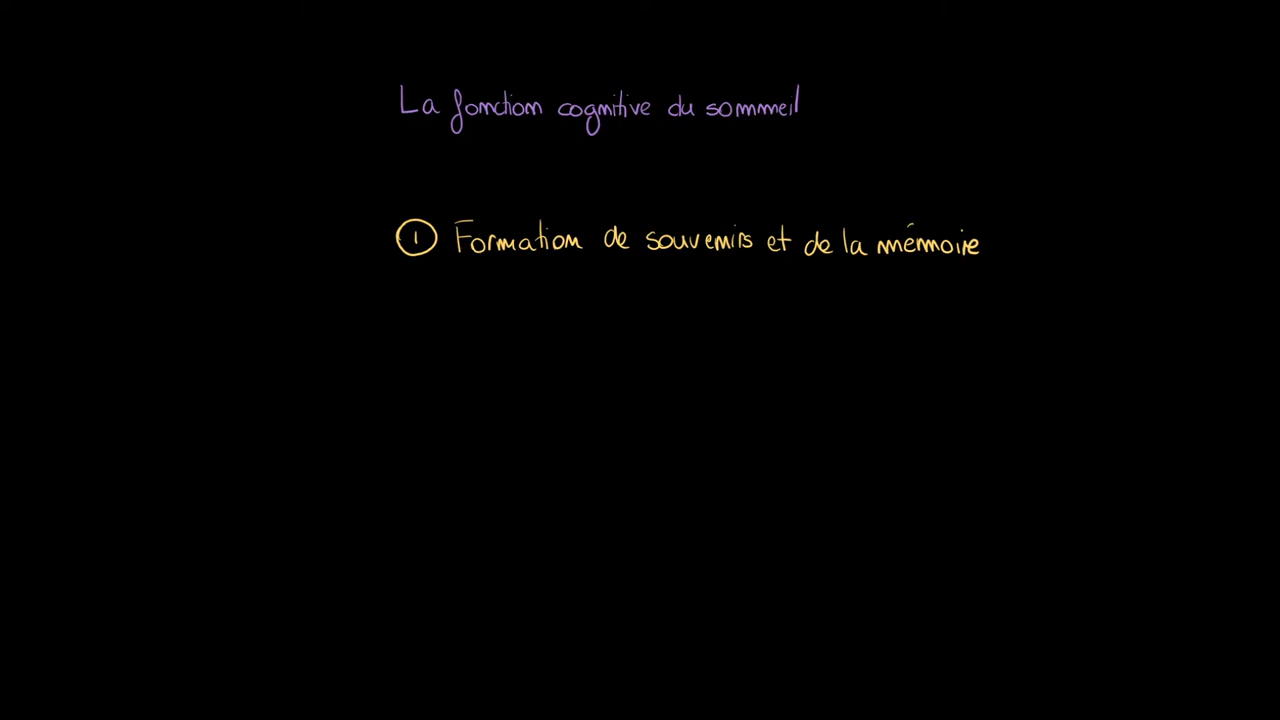 La fonction cognitive du sommeil
1 Formation de souvenirs et de la mémoire